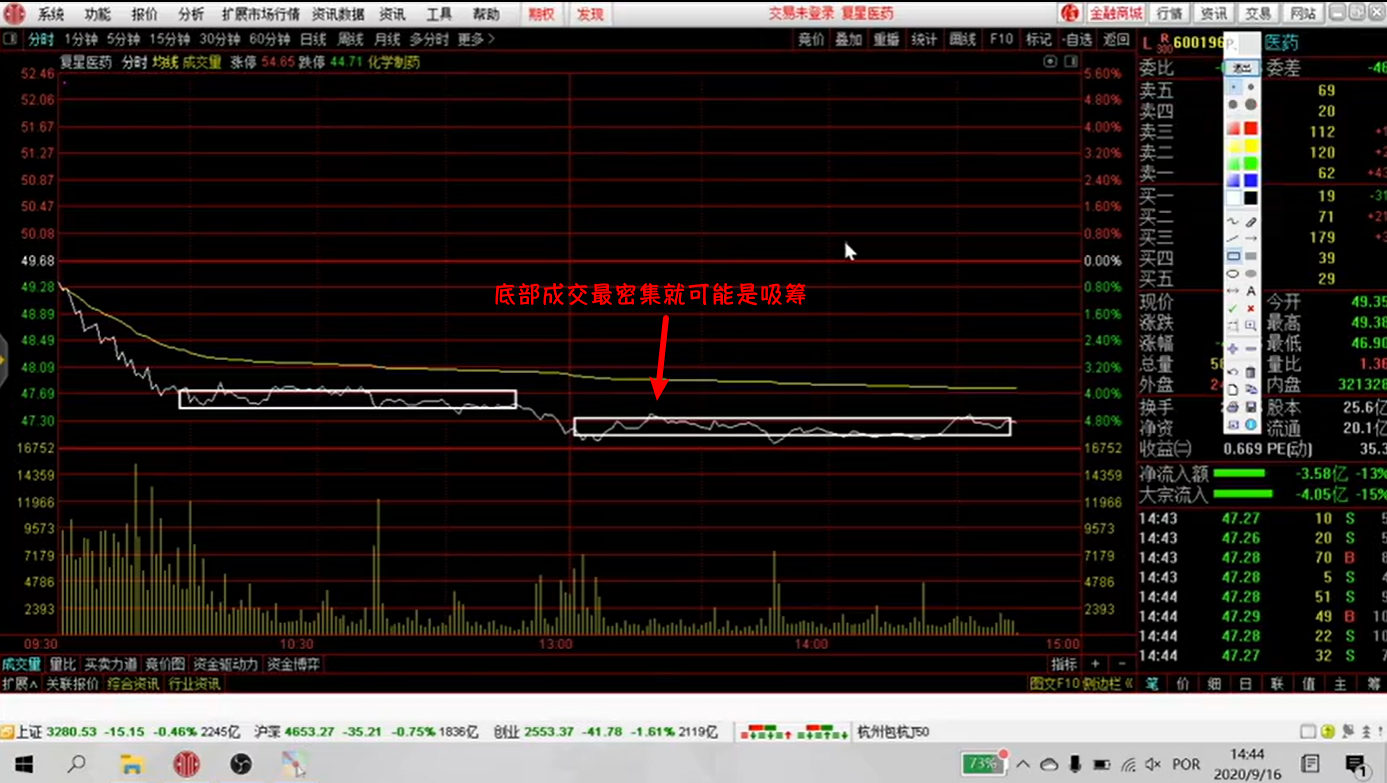 系统 功能 报价 分析 扩展市场行情 资讯数据 资讯 工具 帮助 期权 发现 交易未登录 复星医药 金融商城 行情 资讯 交易 网站
分时 1分钟 5分钟 15分钟 30分钟 60分钟 日线 周线 月线 多分时 更多> 竞价 叠加 重播 统计 画线 F10 标记 -自选 返回
L R 300 600196 医药
复星医药 分时 均线 成交量 涨停 54.65 跌停 44.71 化学制药
委比 委差
退出
52.46 5.60%
卖五 69
52.06 4.80%
卖四 20
51.67 4.00%
卖三 112
51.27 3.20%
卖二 120
50.87 2.40%
卖一 62
50.47 1.60%
买一 19
50.08 0.80%
买二 71
买三 179
49.68 0.00%
买四 39
49.28 0.80%
买五 29
底部成交最密集就可能是吸筹
48.89 1.60%
48.49 2.40%
48.09 3.20%
47.69 4.00%
47.30 4.80%
16752 16752
14359 14359
11966 11966
9573 9573
7179 7179
4786 4786
2393 2393
现价 今开 49.35
涨跌 最高 49.38
涨幅 最低 46.90
总量 量比 1.38
外盘 内盘 321328
换手 股本 25.6亿
净资 流通 20.1亿
收益㈡ 0.669 PE(动) 35.3
净流入额 -3.58亿 -13%
大宗流入 -4.05亿 -15%
14:43 47.27 10 S
14:43 47.26 20 S
14:43 47.28 70 B
14:43 47.28 5 S
14:44 47.28 51 S
14:44 47.29 49 B
14:44 47.28 22 S
14:44 47.27 32 S
09:30 10:30 13:00 14:00 15:00
成交量 量比 买卖力道 竞价图 资金驱动力 资金博弈 指标 + -
扩展∧ 关联报价 综合资讯 行业资讯 图文F10 侧边栏《 笔 价 细 日 联 值 主 筹
上证 3280.53 -15.15 -0.46% 2245亿 沪深 4653.27 -35.21 -0.75% 1836亿 创业 2553.37 -41.78 -1.61% 2119亿 杭州包杭J50
73% POR 14:44
2020/9/16